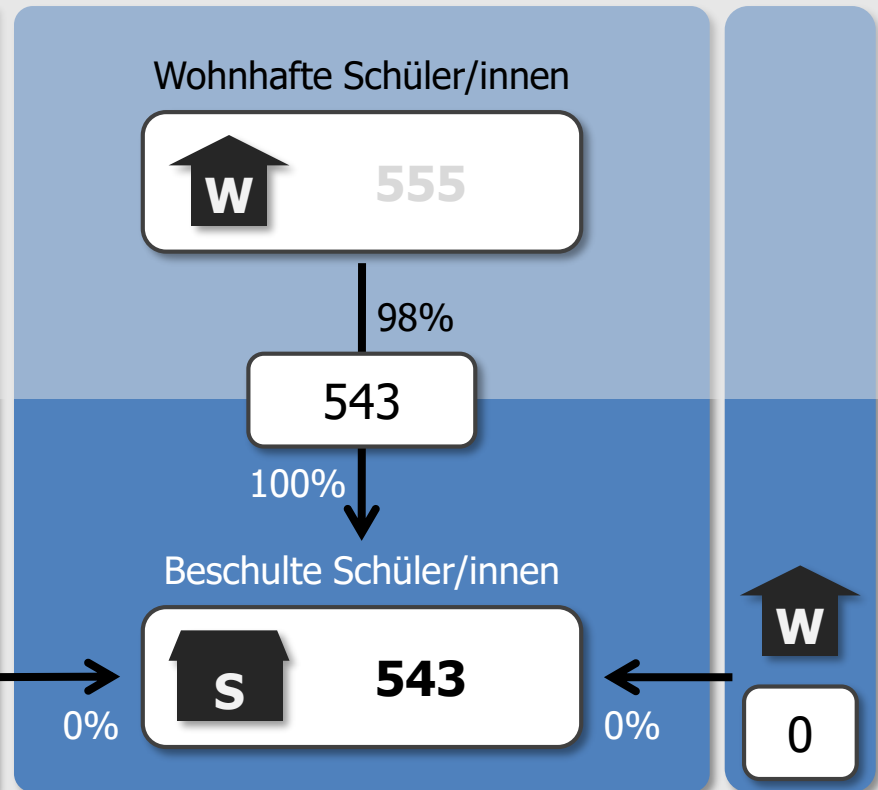 Wohnhafte Schüler/innen
W 555
98%
543
100%
Beschulte Schüler/innen
W
S 543
0%
0%
0